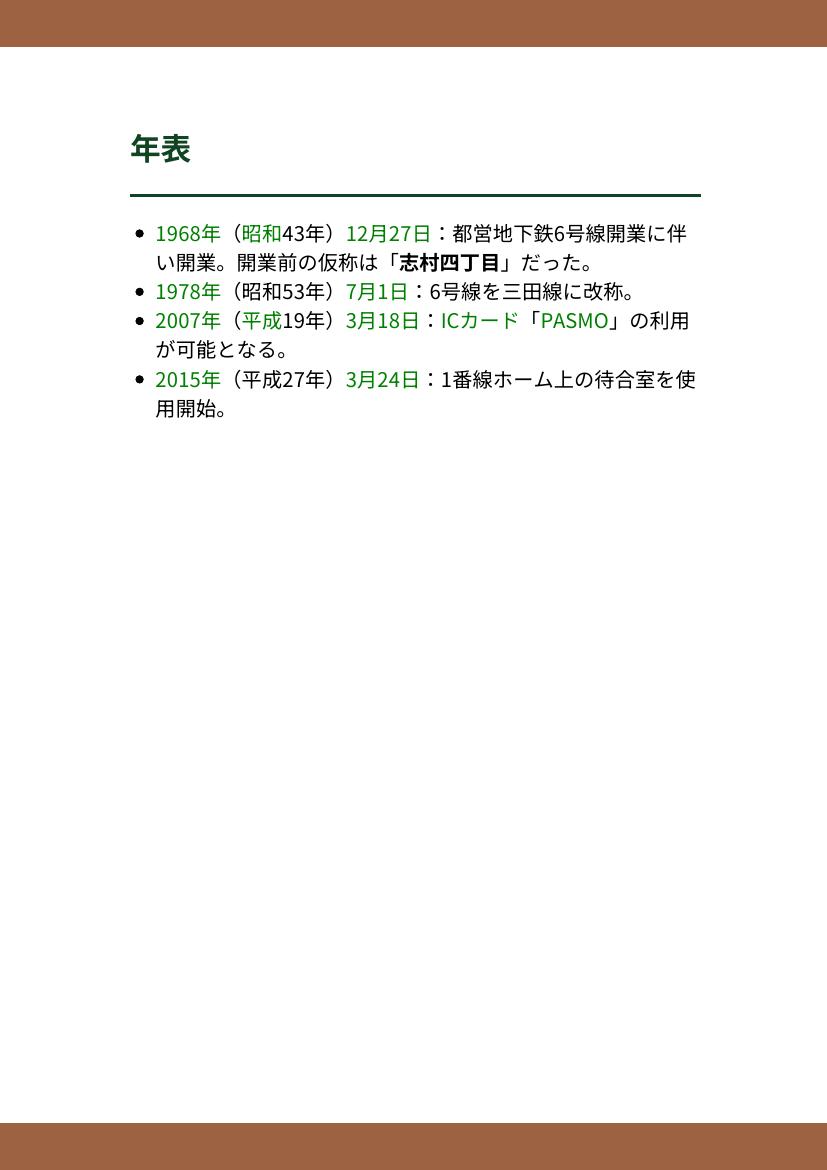 年表
1968年（昭和43年）12月27日：都営地下鉄6号線開業に伴
い開業。開業前の仮称は「志村四丁目」だった。
1978年（昭和53年）7月1日：6号線を三田線に改称。
2007年（平成19年）3月18日：ICカード「PASMO」の利用
が可能となる。
2015年（平成27年）3月24日：1番線ホーム上の待合室を使
用開始。